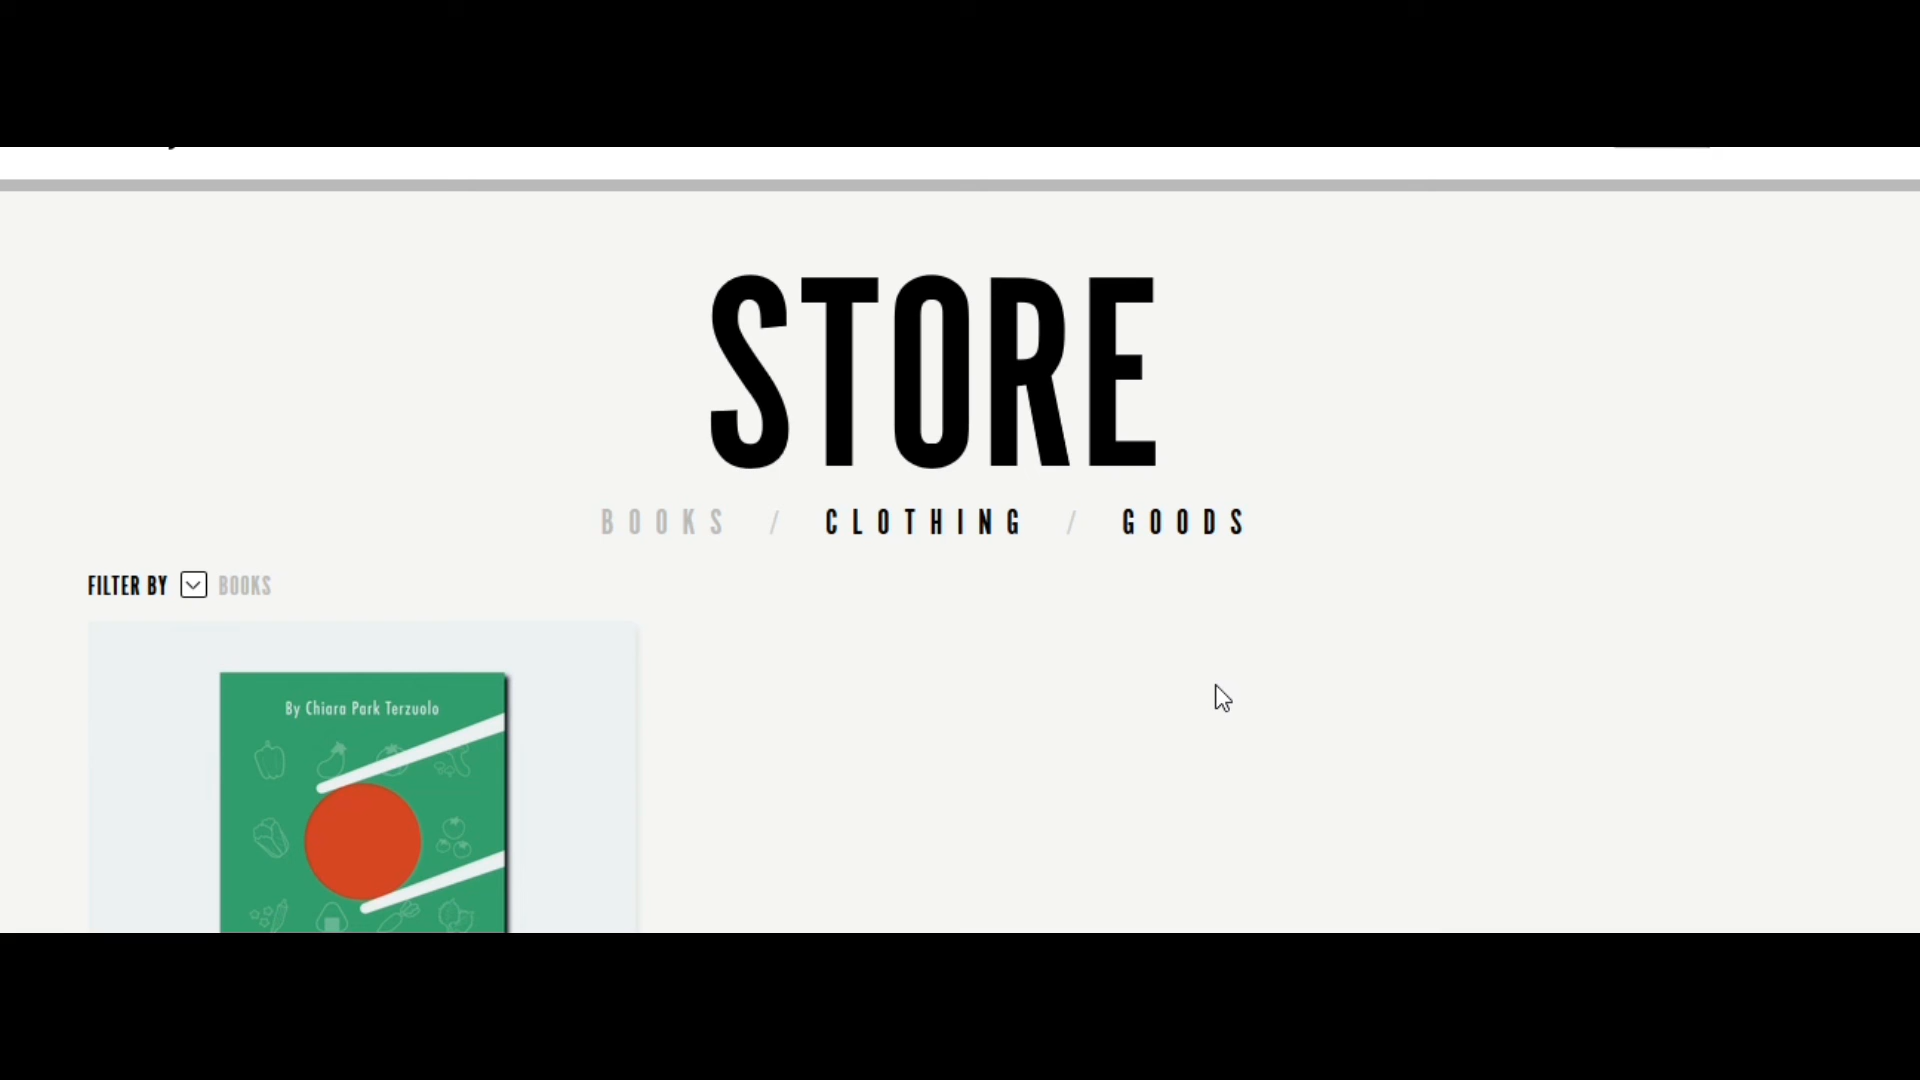 STORE
BOOKS / CLOTHING / GOODS
FILTER BY BOOKS
By Chiara Park Terzuolo